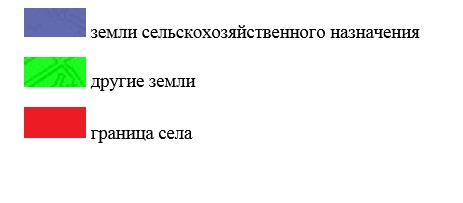 земли сельскохозяйственного назначения
другие земли
граница села